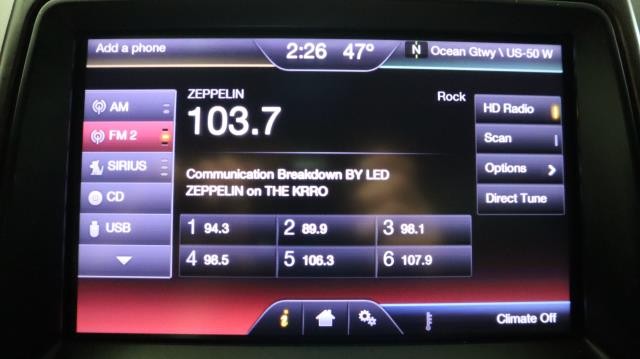 Add a phone
2:26 47°
N Ocean Gtwy \ US-50 W
AM
FM 2
SIRIUS
CD
USB
ZEPPELIN
Rock
103.7
Communication Breakdown BY LED
ZEPPELIN on THE KRRO
1 94.3 2 89.9 3 98.1
4 98.5 5 106.3 6 107.9
HD Radio
Scan
Options
Direct Tune
i
Climate Off